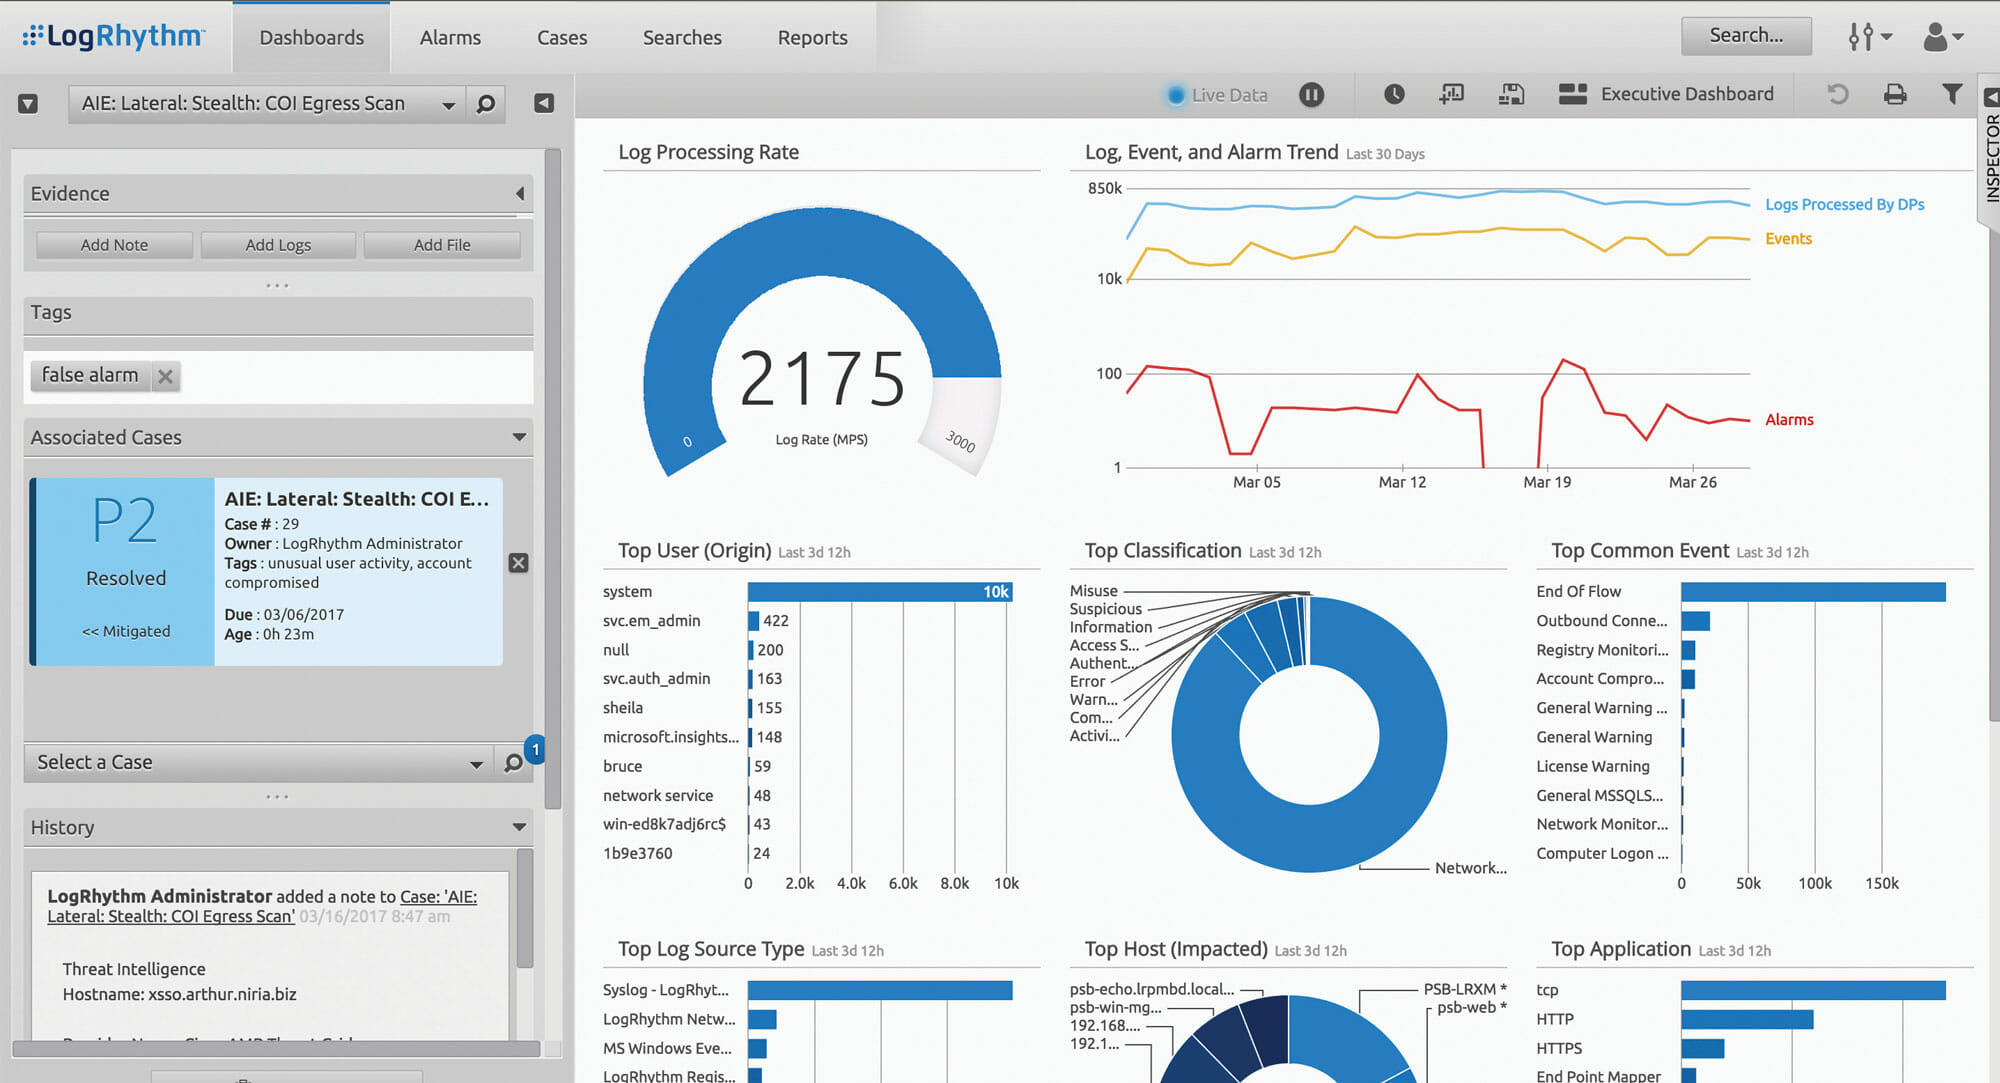 LogRhythm™
Dashboards
Alarms
Cases
Searches
Reports
Search...
AIE: Lateral: Stealth: COI Egress Scan
Live Data
Executive Dashboard
INSPECTOR
Evidence
Add Note
Add Logs
Add File
Tags
false alarm
Associated Cases
P2
Resolved
<< Mitigated
AIE: Lateral: Stealth: COI E...
Case # : 29
Owner : LogRhythm Administrator
Tags : unusual user activity, account
compromised
Due : 03/06/2017
Age : 0h 23m
Select a Case
1
History
LogRhythm Administrator added a note to Case: 'AIE:
Lateral: Stealth: COI Egress Scan' 03/16/2017 8:47 am
Threat Intelligence
Hostname: xsso.arthur.niria.biz
Log Processing Rate
2175
Log Rate (MPS)
0
3000
Log, Event, and Alarm Trend Last 30 Days
850k
10k
100
1
Logs Processed By DPs
Events
Alarms
Mar 05
Mar 12
Mar 19
Mar 26
Top User (Origin) Last 3d 12h
system 10k
svc.em_admin 422
null 200
svc.auth_admin 163
sheila 155
microsoft.insights... 148
bruce 59
network service 48
win-ed8k7adj6rc$ 43
1b9e3760 24
0 2.0k 4.0k 6.0k 8.0k 10k
Top Classification Last 3d 12h
Misuse
Suspicious
Information
Access S...
Authent...
Error
Warn...
Com...
Activi...
Network...
Top Common Event Last 3d 12h
End Of Flow
Outbound Conne...
Registry Monitori...
Account Compro...
General Warning ...
General Warning
License Warning
General MSSQLS...
Network Monitor...
Computer Logon ...
0 50k 100k 150k
Top Log Source Type Last 3d 12h
Syslog - LogRhyt...
LogRhythm Netw...
MS Windows Eve...
LogRhythm Regis...
Top Host (Impacted) Last 3d 12h
psb-echo.lrpmbd.local...
psb-win-mg...
192.168....
192.1...
PSB-LRXM *
psb-web *
Top Application Last 3d 12h
tcp
HTTP
HTTPS
End Point Mapper